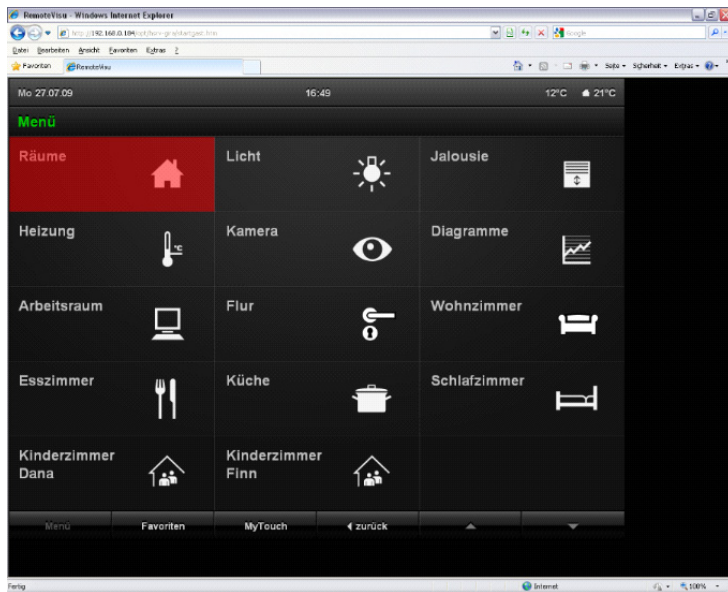 RemoteVisu - Windows Internet Explorer
Google
Datei Bearbeiten Ansicht Favoriten Extras ?
Favoriten RemoteVisu Seite Sicherheit Extras
Mo 27.07.09 16:49 12°C 21°C
Menü
Räume Licht Jalousie
Heizung °C Kamera Diagramme
Arbeitsraum Flur Wohnzimmer
Esszimmer Küche Schlafzimmer
Kinderzimmer Kinderzimmer
Dana Finn
Menü Favoriten MyTouch zurück
Fertig Internet 100%